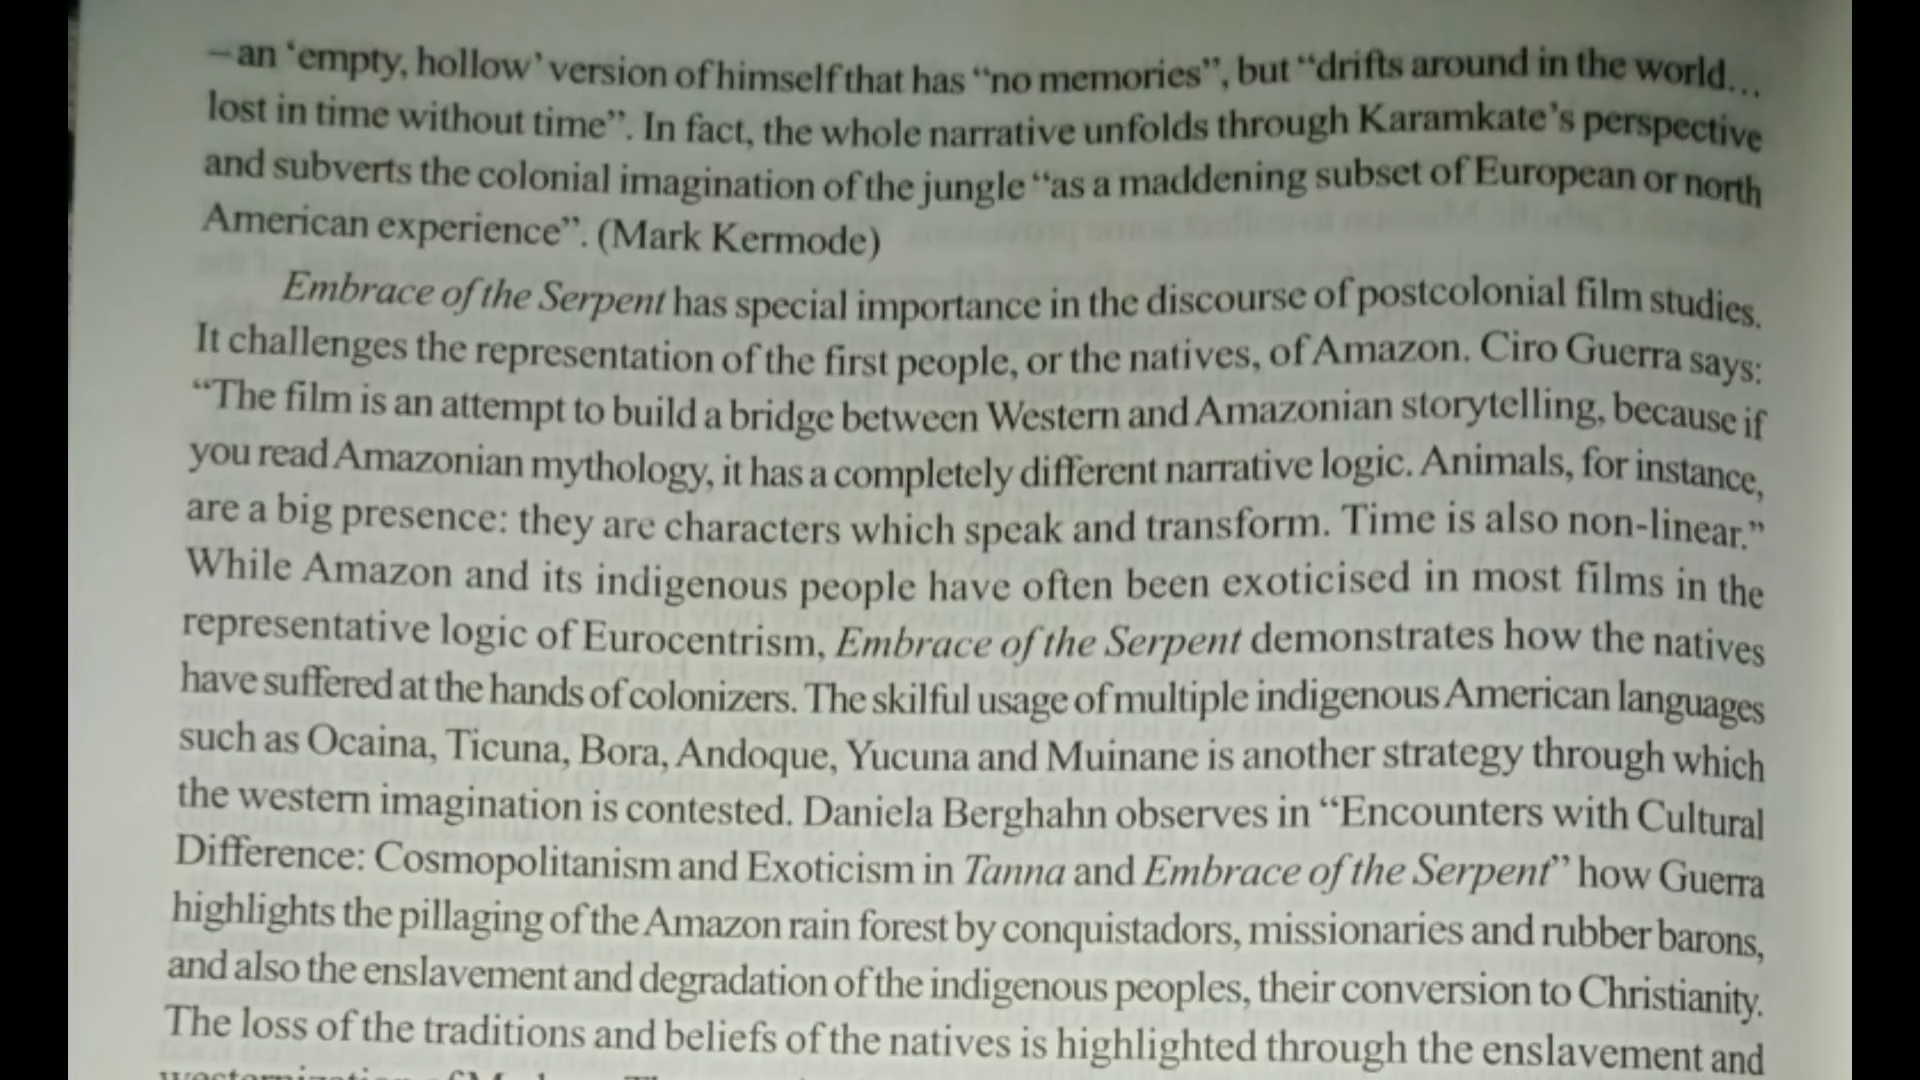 – an ‘empty, hollow’ version of himself that has “no memories”, but “drifts around in the world...
lost in time without time”. In fact, the whole narrative unfolds through Karamkate’s perspective
and subverts the colonial imagination of the jungle “as a maddening subset of European or north
American experience”. (Mark Kermode)
Embrace of the Serpent has special importance in the discourse of postcolonial film studies.
It challenges the representation of the first people, or the natives, of Amazon. Ciro Guerra says:
“The film is an attempt to build a bridge between Western and Amazonian storytelling, because if
you read Amazonian mythology, it has a completely different narrative logic. Animals, for instance,
are a big presence: they are characters which speak and transform. Time is also non-linear.”
While Amazon and its indigenous people have often been exoticised in most films in the
representative logic of Eurocentrism, Embrace of the Serpent demonstrates how the natives
have suffered at the hands of colonizers. The skilful usage of multiple indigenous American languages
such as Ocaina, Ticuna, Bora, Andoque, Yucuna and Muinane is another strategy through which
the western imagination is contested. Daniela Berghahn observes in “Encounters with Cultural
Difference: Cosmopolitanism and Exoticism in Tanna and Embrace of the Serpent” how Guerra
highlights the pillaging of the Amazon rain forest by conquistadors, missionaries and rubber barons,
and also the enslavement and degradation of the indigenous peoples, their conversion to Christianity.
The loss of the traditions and beliefs of the natives is highlighted through the enslavement and